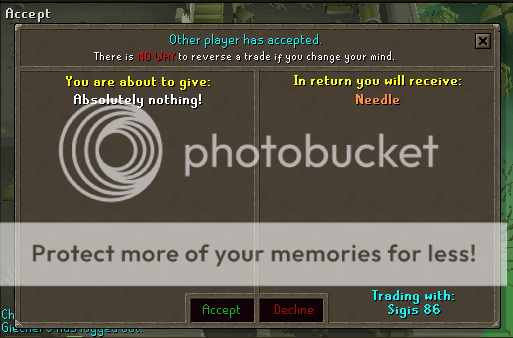 Accept
Other player has accepted.
There is NO WAY to reverse a trade if you change your mind.
You are about to give:
Absolutely nothing!
In return you will receive:
Needle
photobucket
Protect more of your memories for less!
Accept
Decline
Trading with:
Sigis 86
has logged out.